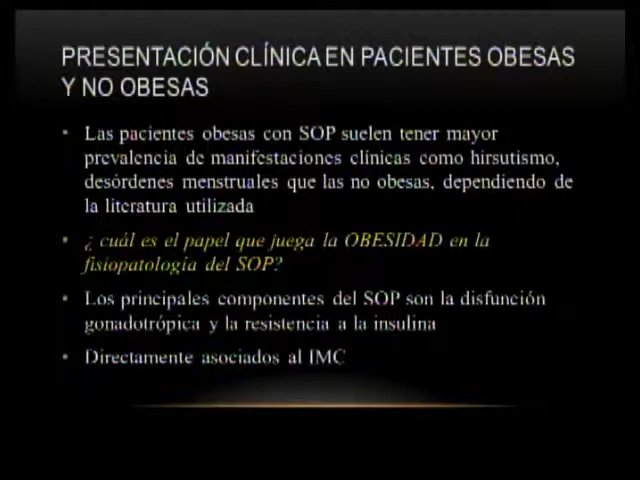 PRESENTACIÓN CLÍNICA EN PACIENTES OBESAS
Y NO OBESAS
• Las pacientes obesas con SOP suelen tener mayor
prevalencia de manifestaciones clínicas como hirsutismo,
desórdenes menstruales que las no obesas, dependiendo de
la literatura utilizada
• ¿ cuál es el papel que juega la OBESIDAD en la
fisiopatología del SOP?
• Los principales componentes del SOP son la disfunción
gonadotrópica y la resistencia a la insulina
• Directamente asociados al IMC